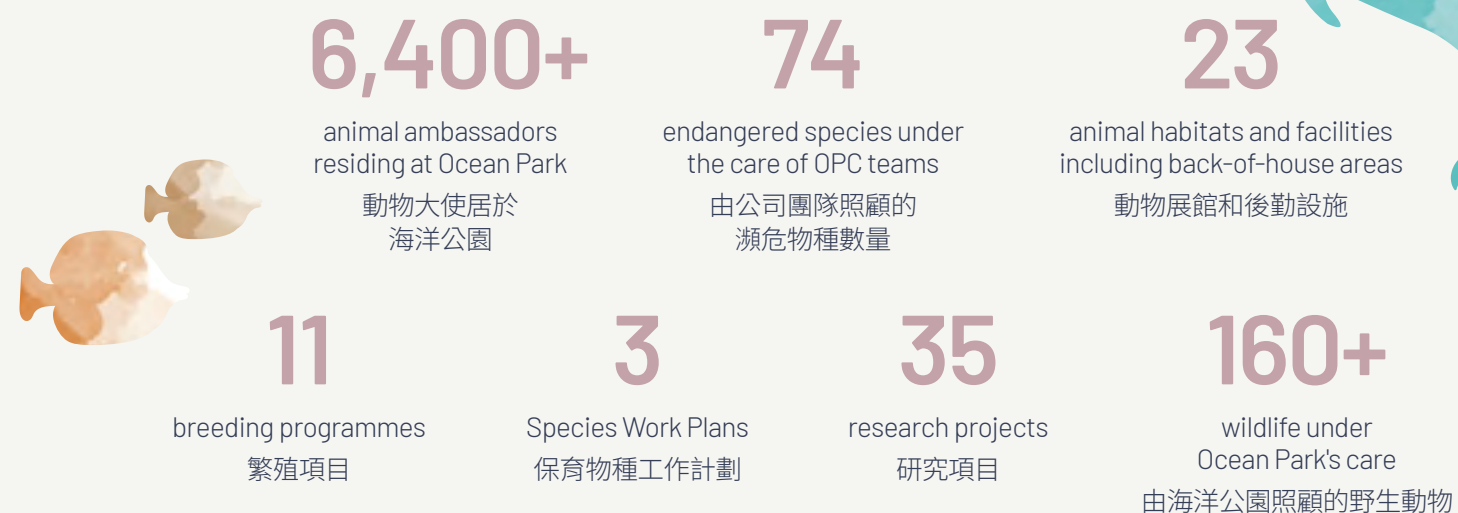 6,400+
animal ambassadors
residing at Ocean Park
動物大使居於
海洋公園
74
endangered species under
the care of OPC teams
由公司團隊照顧的
瀕危物種數量
23
animal habitats and facilities
including back-of-house areas
動物展館和後勤設施
11
breeding programmes
繁殖項目
3
Species Work Plans
保育物種工作計劃
35
research projects
研究項目
160+
wildlife under
Ocean Park's care
由海洋公園照顧的野生動物